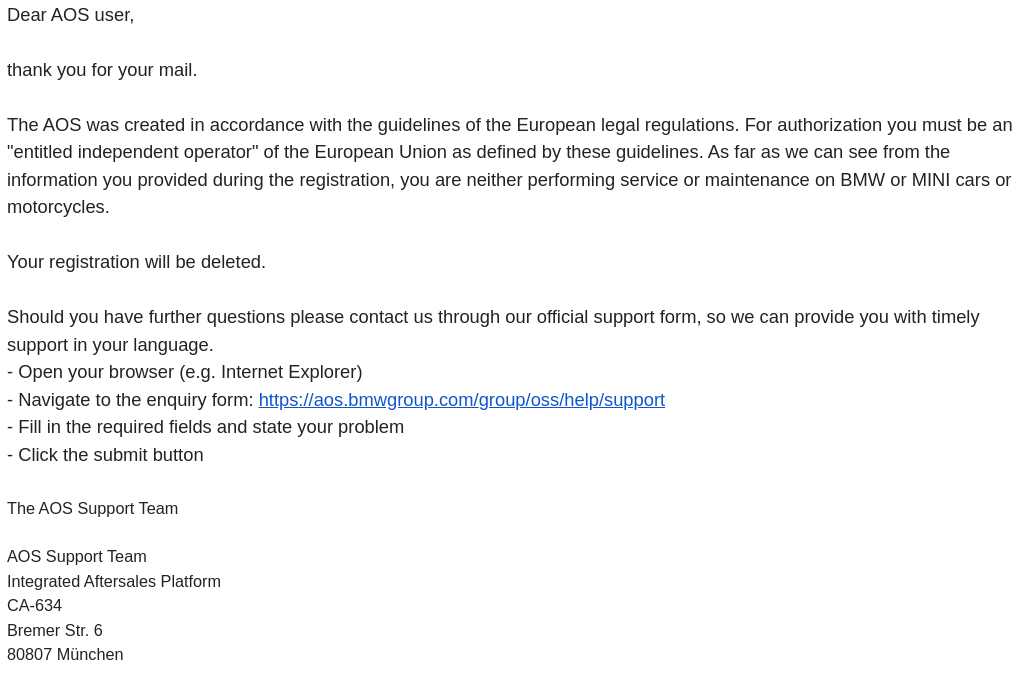 Dear AOS user,
thank you for your mail.
The AOS was created in accordance with the guidelines of the European legal regulations. For authorization you must be an
"entitled independent operator" of the European Union as defined by these guidelines. As far as we can see from the
information you provided during the registration, you are neither performing service or maintenance on BMW or MINI cars or
motorcycles.
Your registration will be deleted.
Should you have further questions please contact us through our official support form, so we can provide you with timely
support in your language.
- Open your browser (e.g. Internet Explorer)
- Navigate to the enquiry form: https://aos.bmwgroup.com/group/oss/help/support
- Fill in the required fields and state your problem
- Click the submit button
The AOS Support Team
AOS Support Team
Integrated Aftersales Platform
CA-634
Bremer Str. 6
80807 München